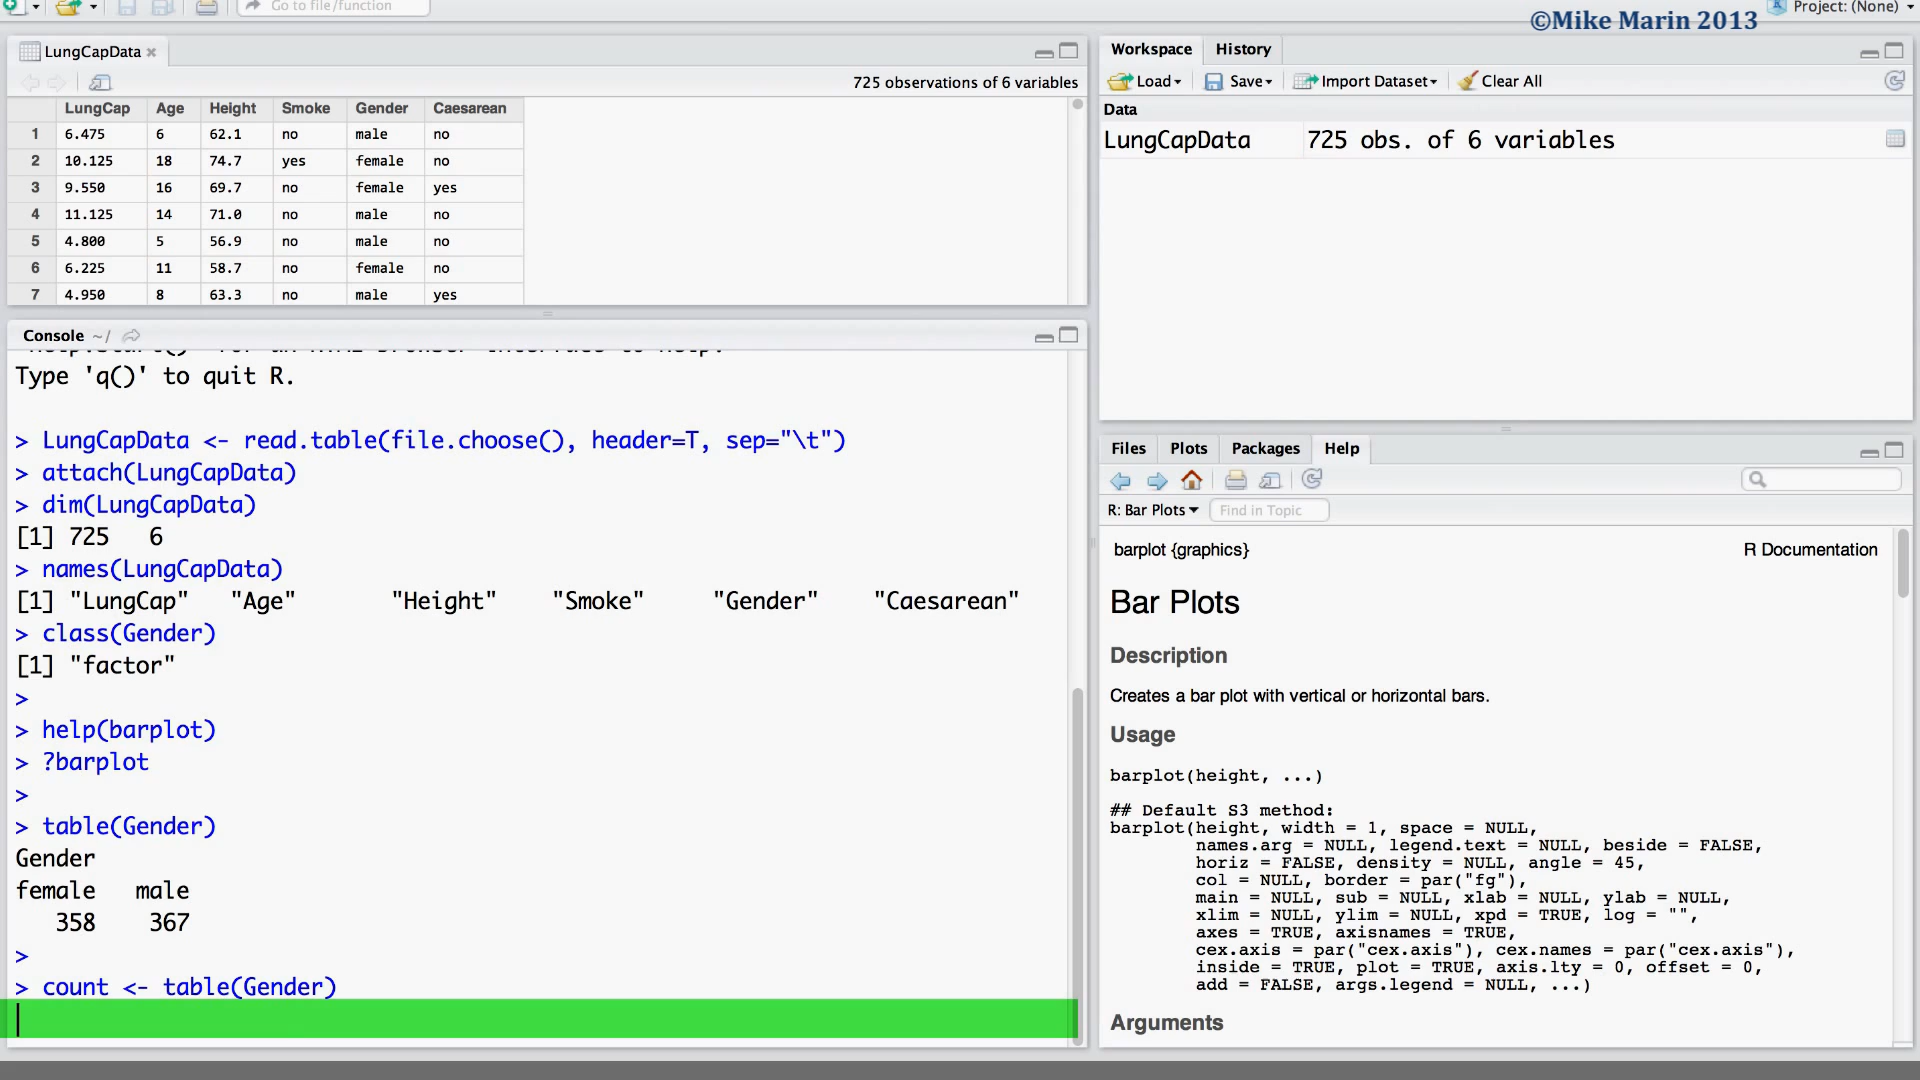 Go to file/function
Project: (None)
©Mike Marin 2013
LungCapData
725 observations of 6 variables
LungCap Age Height Smoke Gender Caesarean
1 6.475 6 62.1 no male no
2 10.125 18 74.7 yes female no
3 9.550 16 69.7 no female yes
4 11.125 14 71.0 no male no
5 4.800 5 56.9 no male no
6 6.225 11 58.7 no female no
7 4.950 8 63.3 no male yes
Console ~/
Type 'q()' to quit R.
> LungCapData <- read.table(file.choose(), header=T, sep="\t")
> attach(LungCapData)
> dim(LungCapData)
[1] 725 6
> names(LungCapData)
[1] "LungCap" "Age" "Height" "Smoke" "Gender" "Caesarean"
> class(Gender)
[1] "factor"
>
> help(barplot)
> ?barplot
>
> table(Gender)
Gender
female male
358 367
>
> count <- table(Gender)
Workspace History
Load Save Import Dataset Clear All
Data
LungCapData 725 obs. of 6 variables
Files Plots Packages Help
R: Bar Plots Find in Topic
barplot {graphics} R Documentation
Bar Plots
Description
Creates a bar plot with vertical or horizontal bars.
Usage
barplot(height, ...)
## Default S3 method:
barplot(height, width = 1, space = NULL,
names.arg = NULL, legend.text = NULL, beside = FALSE,
horiz = FALSE, density = NULL, angle = 45,
col = NULL, border = par("fg"),
main = NULL, sub = NULL, xlab = NULL, ylab = NULL,
xlim = NULL, ylim = NULL, xpd = TRUE, log = "",
axes = TRUE, axisnames = TRUE,
cex.axis = par("cex.axis"), cex.names = par("cex.axis"),
inside = TRUE, plot = TRUE, axis.lty = 0, offset = 0,
add = FALSE, args.legend = NULL, ...)
Arguments